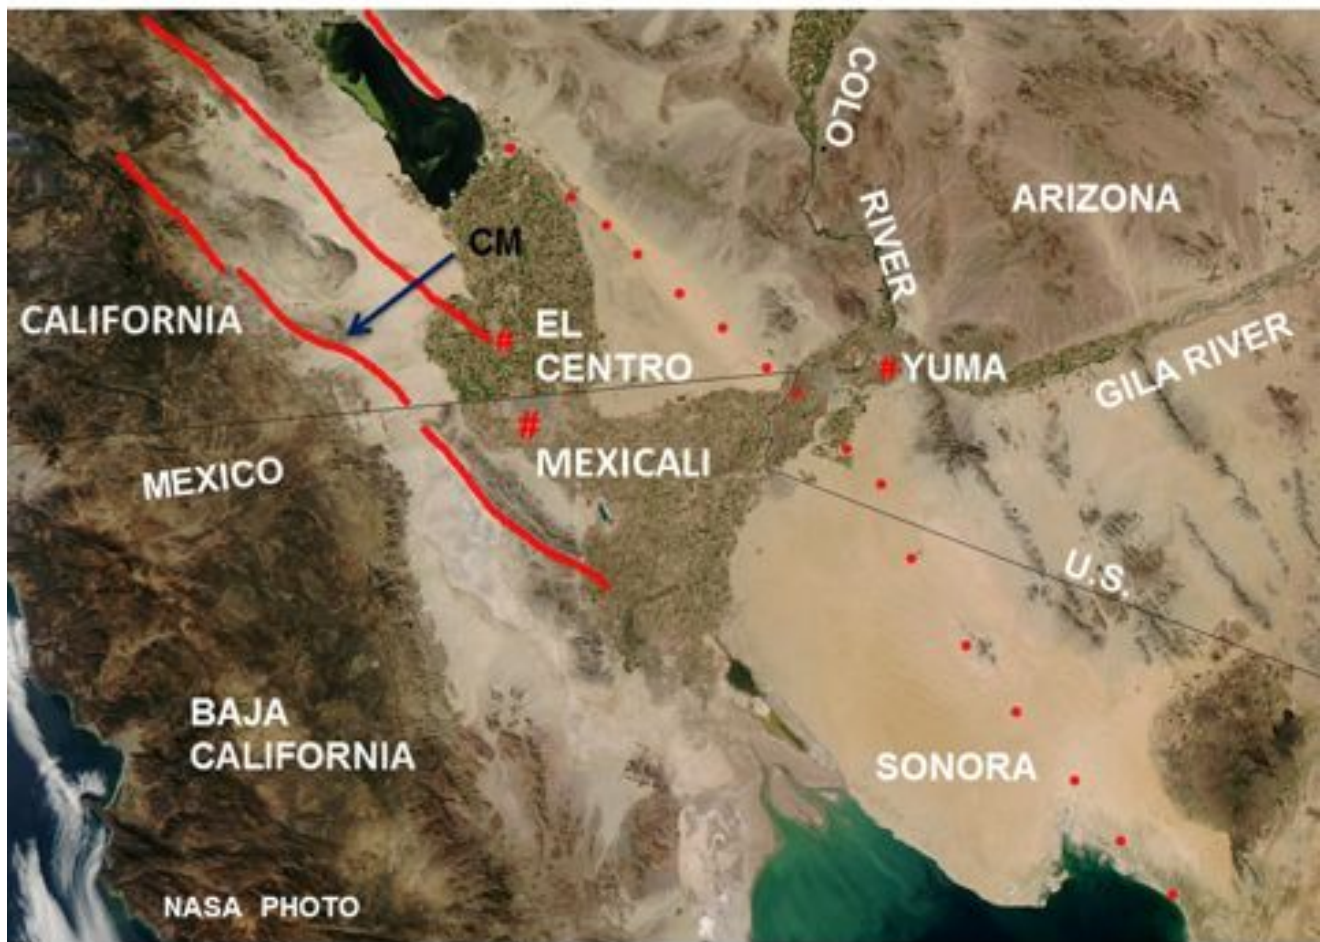 COLO
RIVER
ARIZONA
CM
CALIFORNIA
EL
CENTRO
#
# YUMA
GILA RIVER
#
MEXICALI
MEXICO
U.S.
BAJA
CALIFORNIA
SONORA
NASA PHOTO